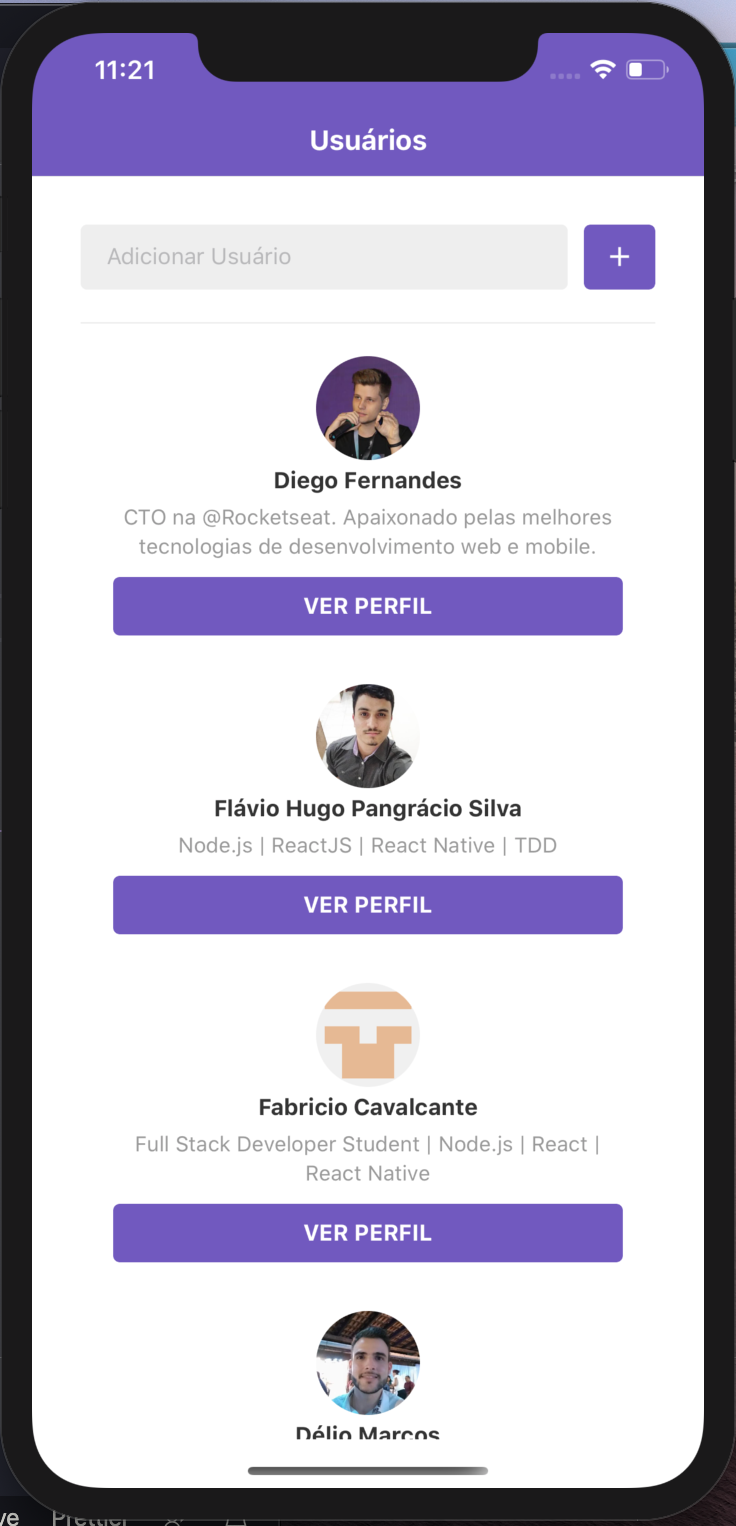 11:21
Usuários
Adicionar Usuário
+
Diego Fernandes
CTO na @Rocketseat. Apaixonado pelas melhores
tecnologias de desenvolvimento web e mobile.
VER PERFIL
Flávio Hugo Pangrácio Silva
Node.js | ReactJS | React Native | TDD
VER PERFIL
Fabricio Cavalcante
Full Stack Developer Student | Node.js | React |
React Native
VER PERFIL
Délio Marcos
ve Prettier